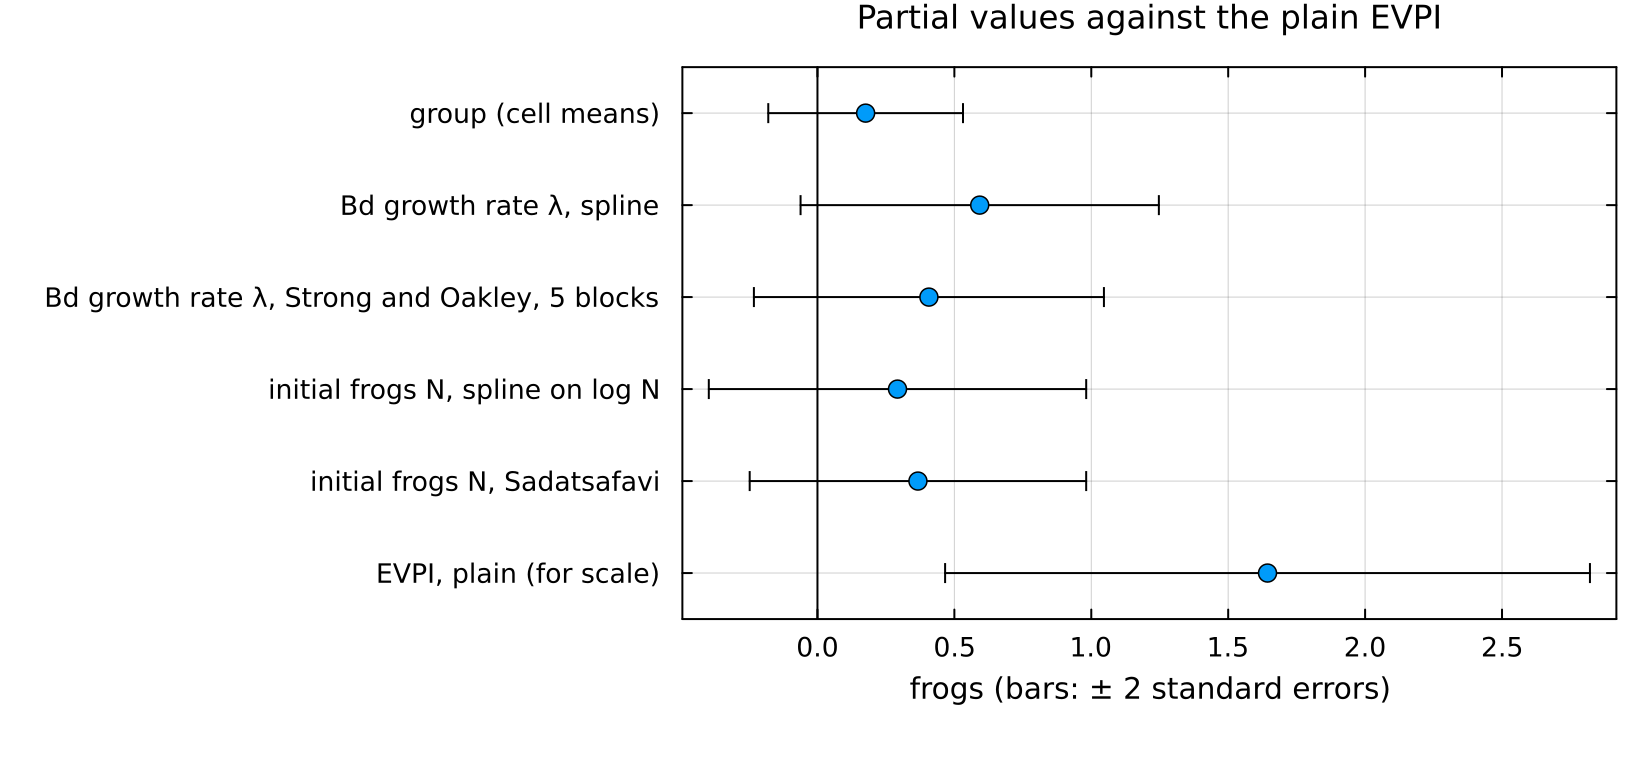 Partial values against the plain EVPI
group (cell means)
Bd growth rate λ, spline
Bd growth rate λ, Strong and Oakley, 5 blocks
initial frogs N, spline on log N
initial frogs N, Sadatsafavi
EVPI, plain (for scale)
0.0 0.5 1.0 1.5 2.0 2.5
frogs (bars: ± 2 standard errors)